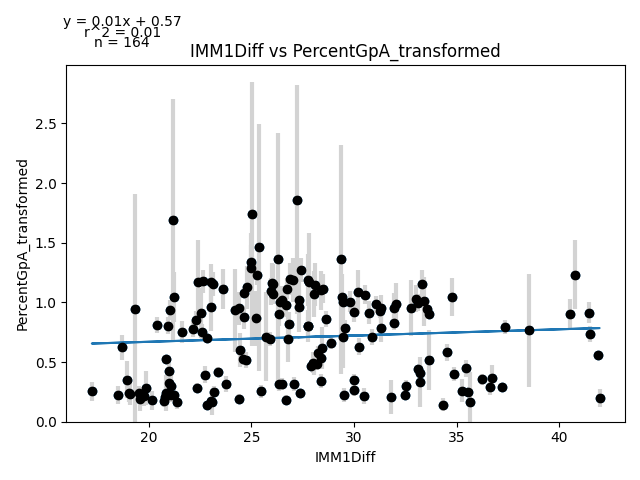 y = 0.01x + 0.57
r^2 = 0.01
n = 164
IMM1Diff vs PercentGpA_transformed
PercentGpA_transformed
2.5
2.0
1.5
1.0
0.5
0.0
20
25
30
35
40
IMM1Diff